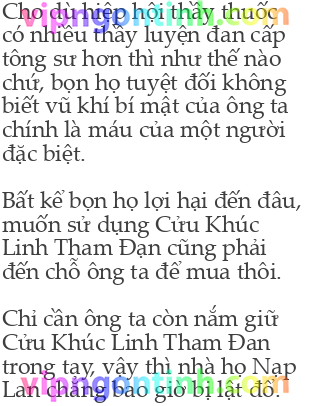 Cho dù hiệp hội thầy thuốc
có nhiều thầy luyện đan cấp
tông sư hơn thì như thế nào
chứ, bọn họ tuyệt đối không
biết vũ khí bí mật của ông ta
chính là máu của một người
đặc biệt.
Bất kể bọn họ lợi hại đến đâu,
muốn sử dụng Cửu Khúc
Linh Tham Đạn cũng phải
đến chỗ ông ta để mua thôi.
Chỉ cần ông ta còn nắm giữ
Cửu Khúc Linh Tham Đan
trong tay, vậy thì nhà họ Nạp
Lan chẳng bao giờ bị lật đổ.
vipngontinh.com
vipngontinh.com